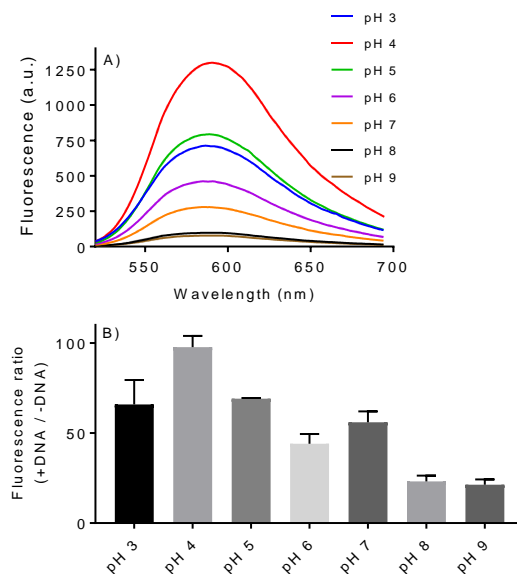 A)
Fluorescence (a.u.)
1250
1000
750
500
250
0
550
600
650
700
Wavelength (nm)
pH 3
pH 4
pH 5
pH 6
pH 7
pH 8
pH 9
B)
Fluorescence ratio
(+DNA / -DNA)
100
50
0
pH 3
pH 4
pH 5
pH 6
pH 7
pH 8
pH 9